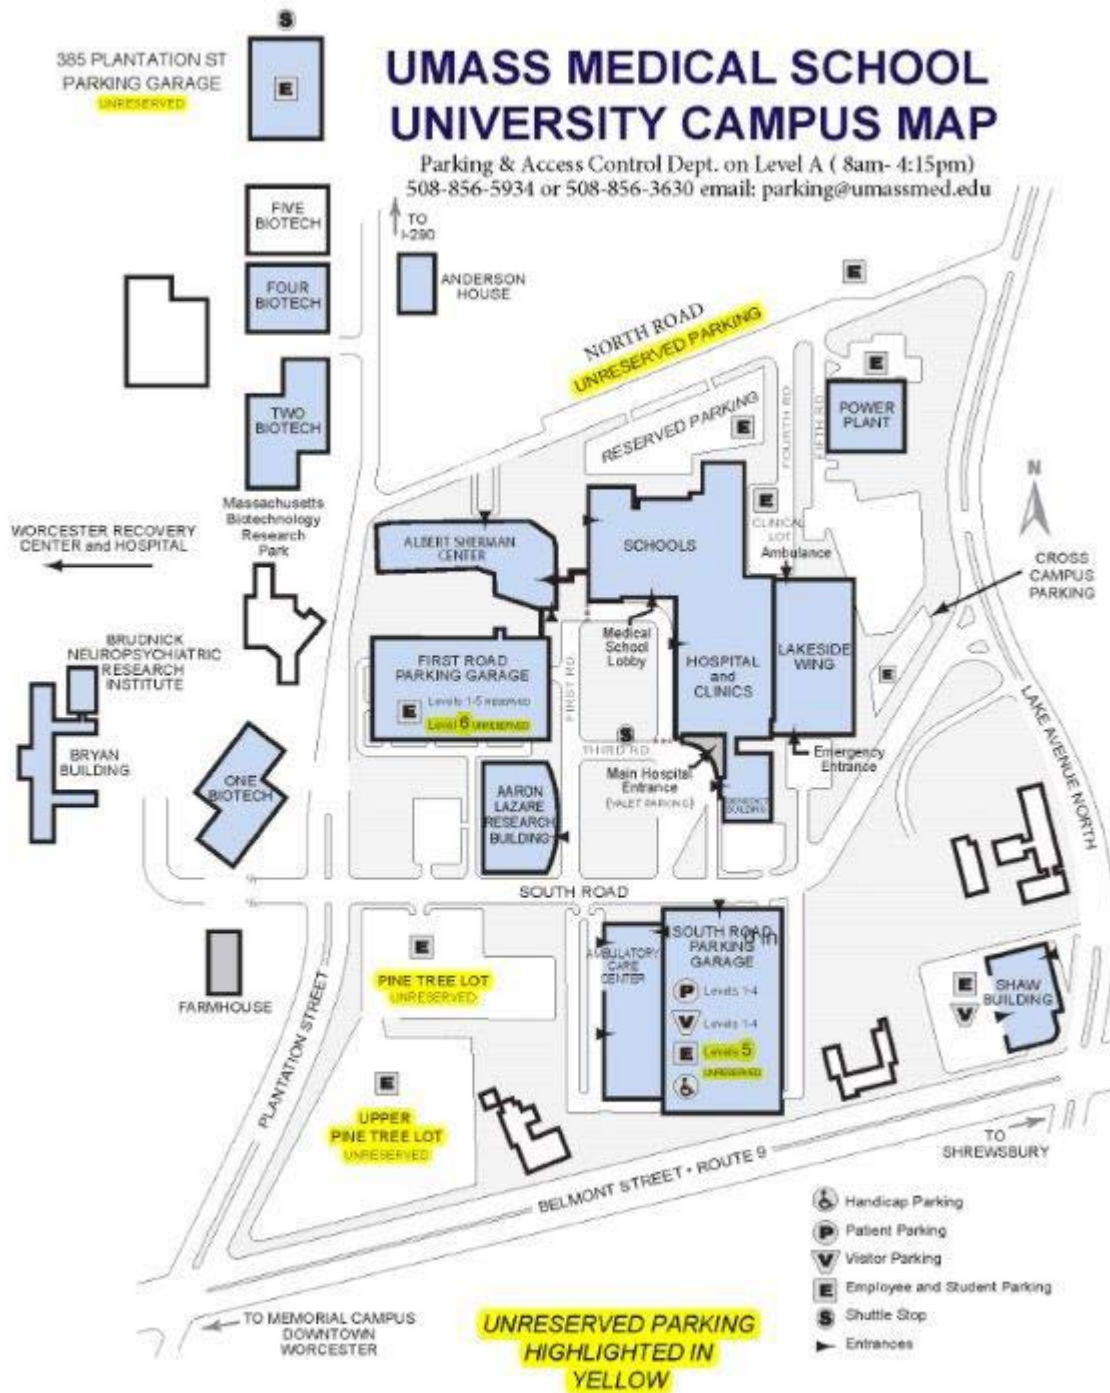 S
385 PLANTATION ST
PARKING GARAGE
UNRESERVED
E
UMASS MEDICAL SCHOOL
UNIVERSITY CAMPUS MAP
Parking & Access Control Dept. on Level A ( 8am- 4:15pm)
508-856-5934 or 508-856-3630 email: parking@umassmed.edu
FIVE
BIOTECH
TO
I-290
FOUR
BIOTECH
ANDERSON
HOUSE
E
NORTH ROAD
UNRESERVED PARKING
TWO
BIOTECH
RESERVED PARKING
E
FOURTH RD
FIFTH RD
E
POWER
PLANT
N
Massachusetts
Biotechnology
Research
Park
WORCESTER RECOVERY
CENTER and HOSPITAL
ALBERT SHERMAN
CENTER
SCHOOLS
E
CLINICAL
LOT
Ambulance
CROSS
CAMPUS
PARKING
BRUDNICK
NEUROPSYCHIATRIC
RESEARCH
INSTITUTE
FIRST ROAD
PARKING GARAGE
E
Levels 1-5 RESERVED
Level 6 UNRESERVED
FIRST RD
Medical
School
Lobby
HOSPITAL
and
CLINICS
LAKESIDE
WING
E
LAKE AVENUE NORTH
BRYAN
BUILDING
ONE
BIOTECH
S
THIRD RD
Main Hospital
Entrance
(VALET PARKING)
Emergency
Entrance
BENEDICT
BUILDING
AARON
LAZARE
RESEARCH
BUILDING
SOUTH ROAD
FARMHOUSE
PLANTATION STREET
E
PINE TREE LOT
UNRESERVED
AMBULATORY
CARE
CENTER
SOUTH ROAD
PARKING
GARAGE
P Levels 1-4
V Levels 1-4
E Levels 5
UNRESERVED
E
V
SHAW
BUILDING
E
UPPER
PINE TREE LOT
UNRESERVED
BELMONT STREET • ROUTE 9
TO
SHREWSBURY
Handicap Parking
P Patient Parking
V Visitor Parking
E Employee and Student Parking
S Shuttle Stop
Entrances
TO MEMORIAL CAMPUS
DOWNTOWN
WORCESTER
UNRESERVED PARKING
HIGHLIGHTED IN
YELLOW